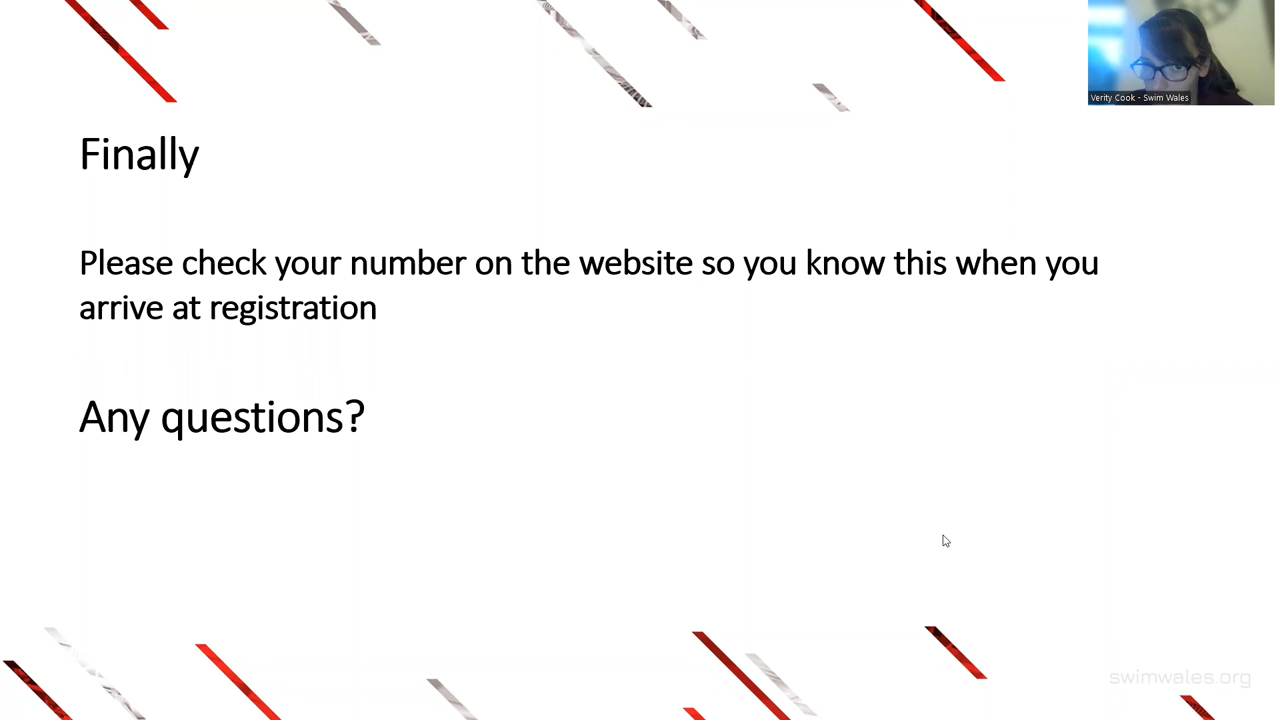 Verity Cook - Swim Wales
Finally
Please check your number on the website so you know this when you
arrive at registration
Any questions?
swimwales.org